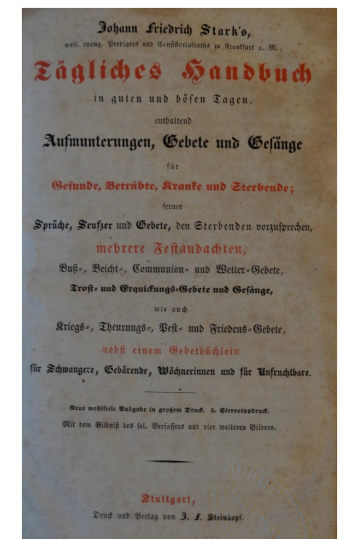 Johann Friedrich Stark's,
weil. evang. Predigers und Consistorialraths zu Frankfurt a. M.,
Tägliches Handbuch
in guten und bösen Tagen,
enthaltend
Aufmunterungen, Gebete und Gesänge
für
Gesunde, Betrübte, Kranke und Sterbende;
ferner
Sprüche, Seufzer und Gebete, den Sterbenden vorzusprechen,
mehrere Festandachten,
Buß-, Beicht-, Communion- und Wetter-Gebete,
Trost- und Erquickungs-Gebete und Gesänge,
wie auch
Kriegs-, Theurungs-, Pest- und Friedens-Gebete,
nebst einem Gebetbüchlein
für Schwangere, Gebärende, Wöchnerinnen und für Unfruchtbare.
Neue wohlfeile Ausgabe in großem Druck. 5. Stereotypdruck.
Mit dem Bildniß des sel. Verfassers und vier weiteren Bildern.
Stuttgart,
Druck und Verlag von J. F. Steinkopf.